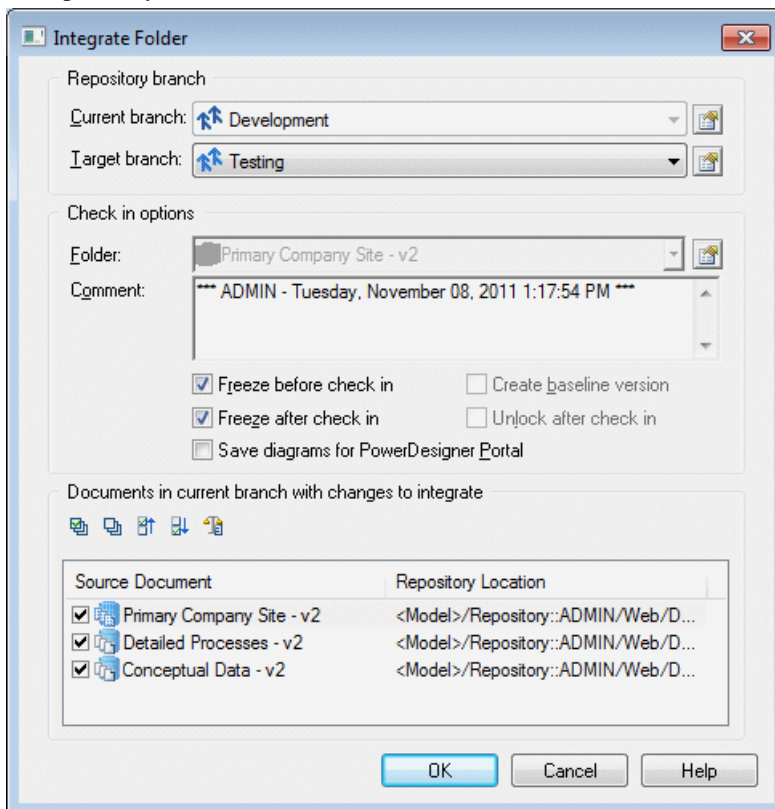 Integrate Folder
Repository branch
Current branch: Development
Target branch: Testing
Check in options
Folder: Primary Company Site - v2
Comment: *** ADMIN - Tuesday, November 08, 2011 1:17:54 PM ***
Freeze before check in Create baseline version
Freeze after check in Unlock after check in
Save diagrams for PowerDesigner Portal
Documents in current branch with changes to integrate
Source Document Repository Location
Primary Company Site - v2 <Model>/Repository::ADMIN/Web/D...
Detailed Processes - v2 <Model>/Repository::ADMIN/Web/D...
Conceptual Data - v2 <Model>/Repository::ADMIN/Web/D...
OK Cancel Help